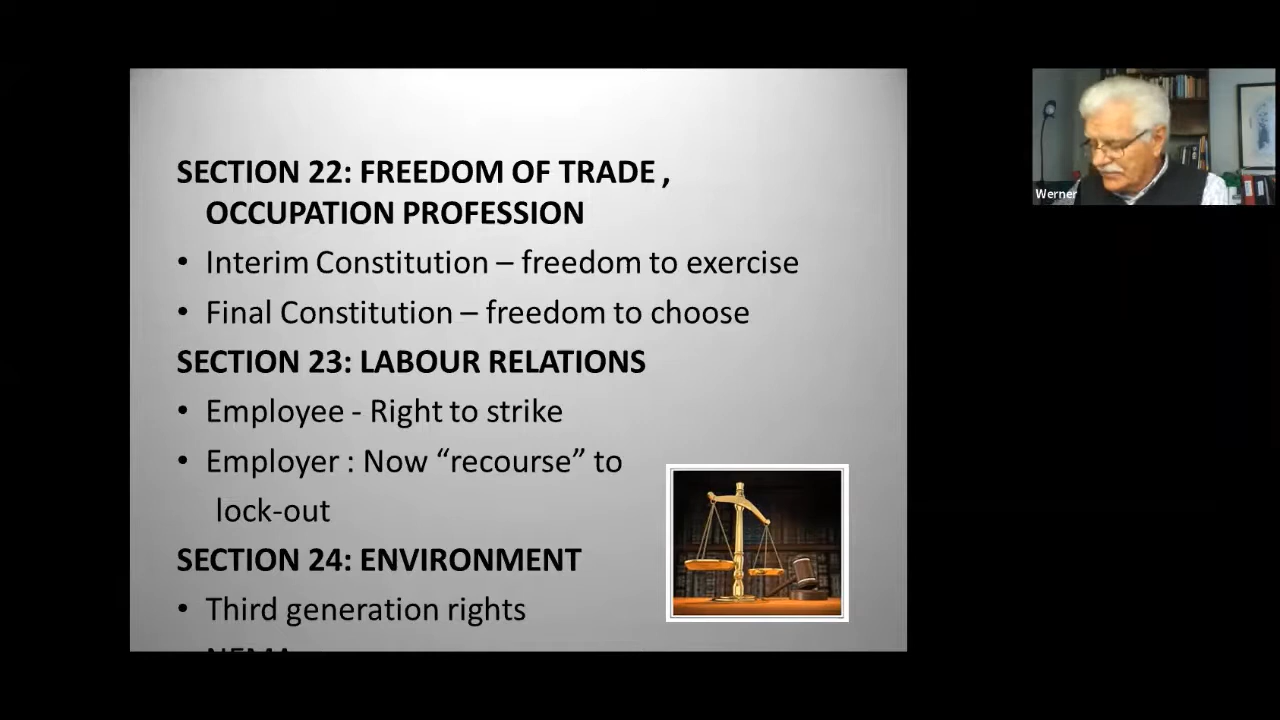 SECTION 22: FREEDOM OF TRADE ,
OCCUPATION PROFESSION
• Interim Constitution – freedom to exercise
• Final Constitution – freedom to choose
SECTION 23: LABOUR RELATIONS
• Employee - Right to strike
• Employer : Now “recourse” to
lock-out
SECTION 24: ENVIRONMENT
• Third generation rights
NEMA
Werner